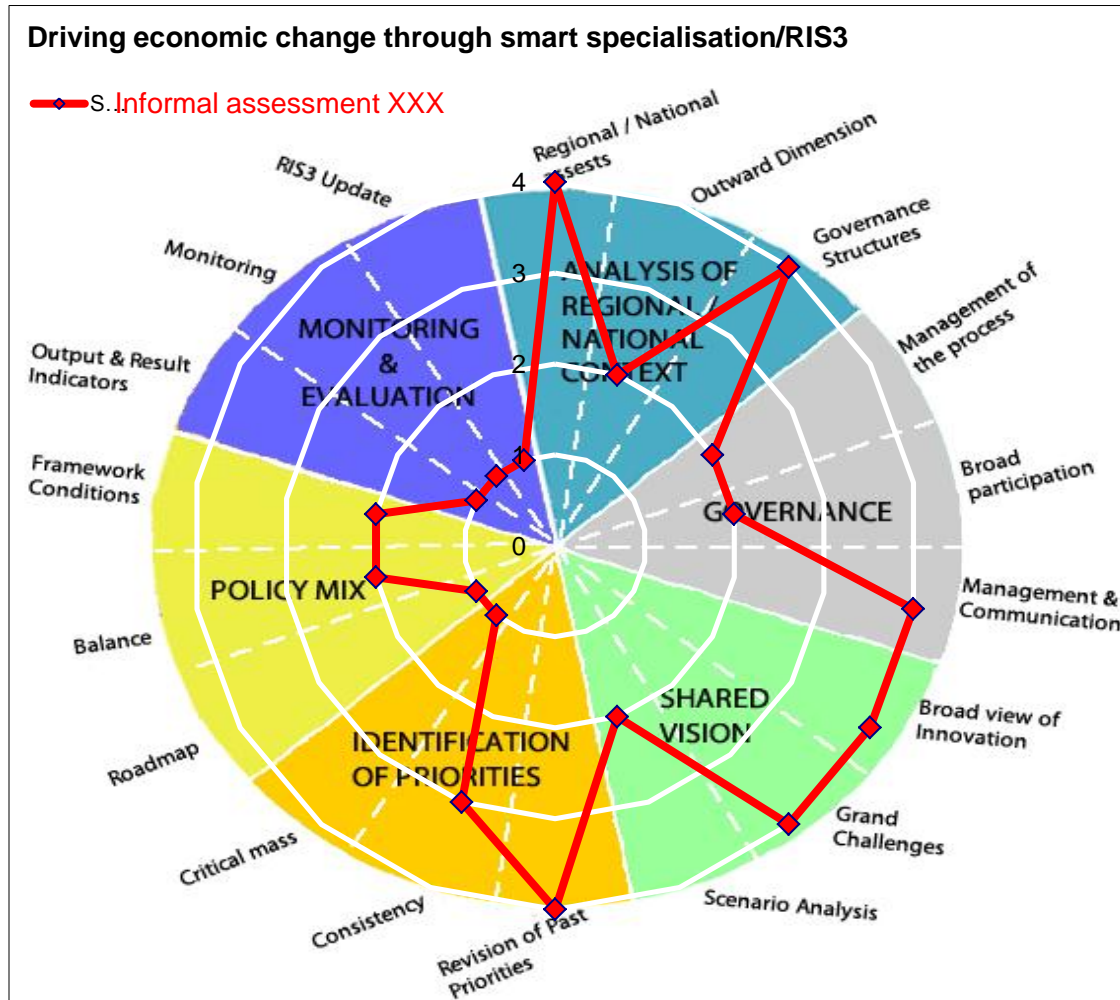 Driving economic change through smart specialisation/RIS3
S... Informal assessment XXX
Regional / National
assests
Outward Dimension
Governance
Structures
Management of
the process
Broad
participation
Management &
Communication
Broad view of
Innovation
Grand
Challenges
Scenario Analysis
Revision of Past
Priorities
Consistency
Critical mass
Roadmap
Balance
Framework
Conditions
Output & Result
Indicators
Monitoring
RIS3 Update
4
3
2
1
0
ANALYSIS OF
REGIONAL /
NATIONAL
CONTEXT
GOVERNANCE
SHARED
VISION
IDENTIFICATION
OF PRIORITIES
POLICY MIX
MONITORING
&
EVALUATION